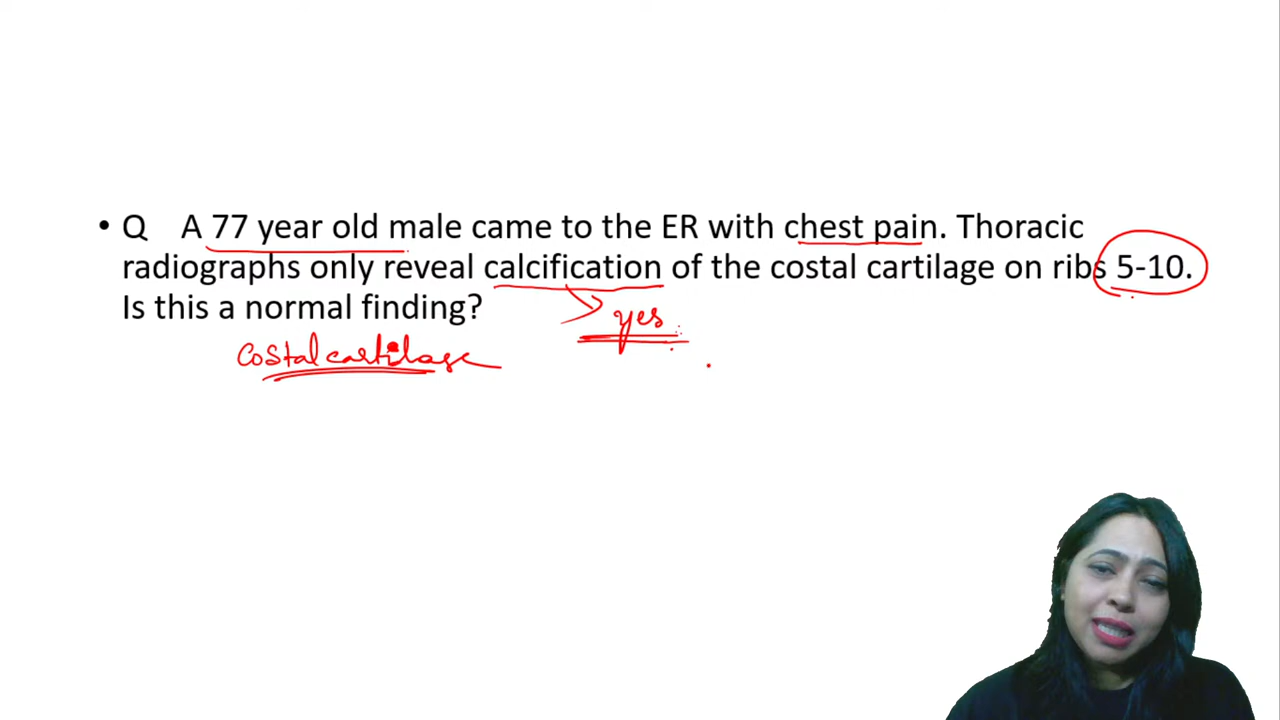 • Q A 77 year old male came to the ER with chest pain. Thoracic
radiographs only reveal calcification of the costal cartilage on ribs 5-10.
Is this a normal finding?
yes
Costal cartilage